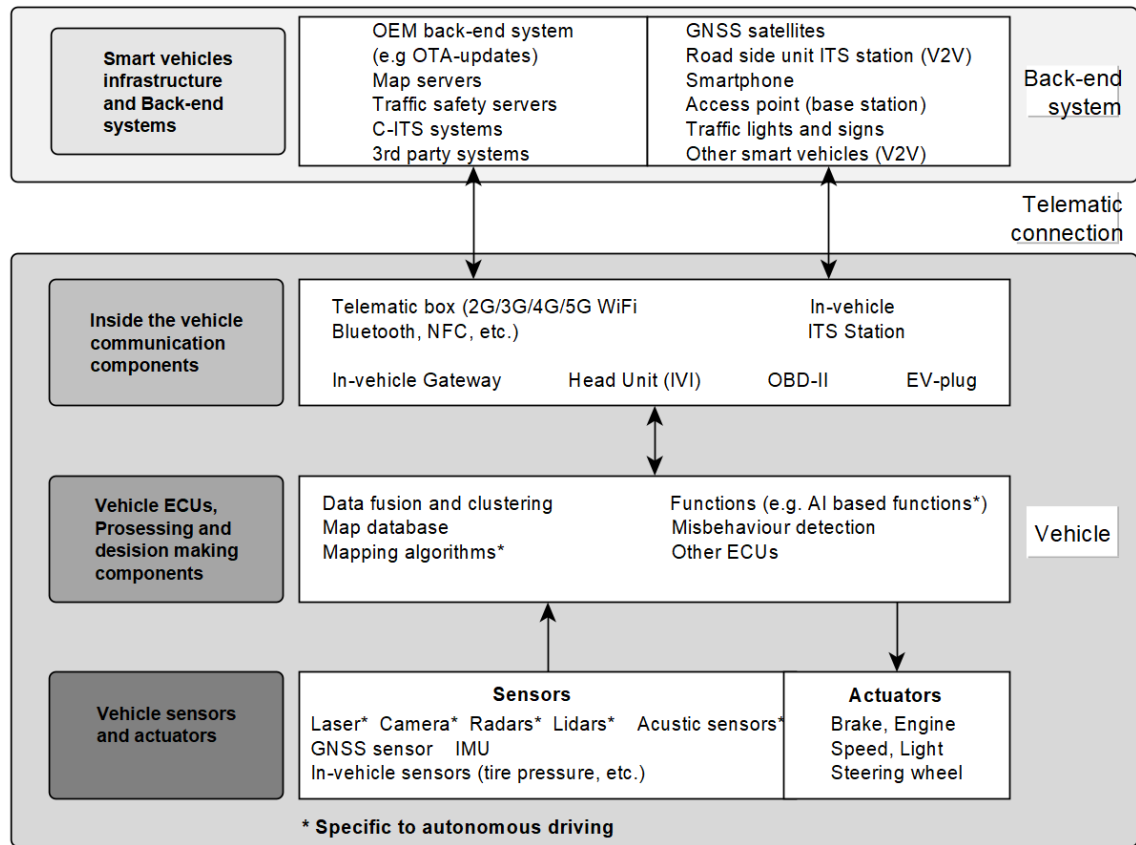 Smart vehicles
infrastructure
and Back-end
systems
OEM back-end system
(e.g OTA-updates)
Map servers
Traffic safety servers
C-ITS systems
3rd party systems
GNSS satellites
Road side unit ITS station (V2V)
Smartphone
Access point (base station)
Traffic lights and signs
Other smart vehicles (V2V)
Back-end
system
Telematic
connection
Inside the vehicle
communication
components
Telematic box (2G/3G/4G/5G WiFi
Bluetooth, NFC, etc.)
In-vehicle
ITS Station
In-vehicle Gateway Head Unit (IVI) OBD-II EV-plug
Vehicle ECUs,
Prosessing and
desision making
components
Data fusion and clustering
Map database
Mapping algorithms*
Functions (e.g. AI based functions*)
Misbehaviour detection
Other ECUs
Vehicle
Vehicle sensors
and actuators
Sensors
Laser* Camera* Radars* Lidars* Acustic sensors*
GNSS sensor IMU
In-vehicle sensors (tire pressure, etc.)
Actuators
Brake, Engine
Speed, Light
Steering wheel
* Specific to autonomous driving